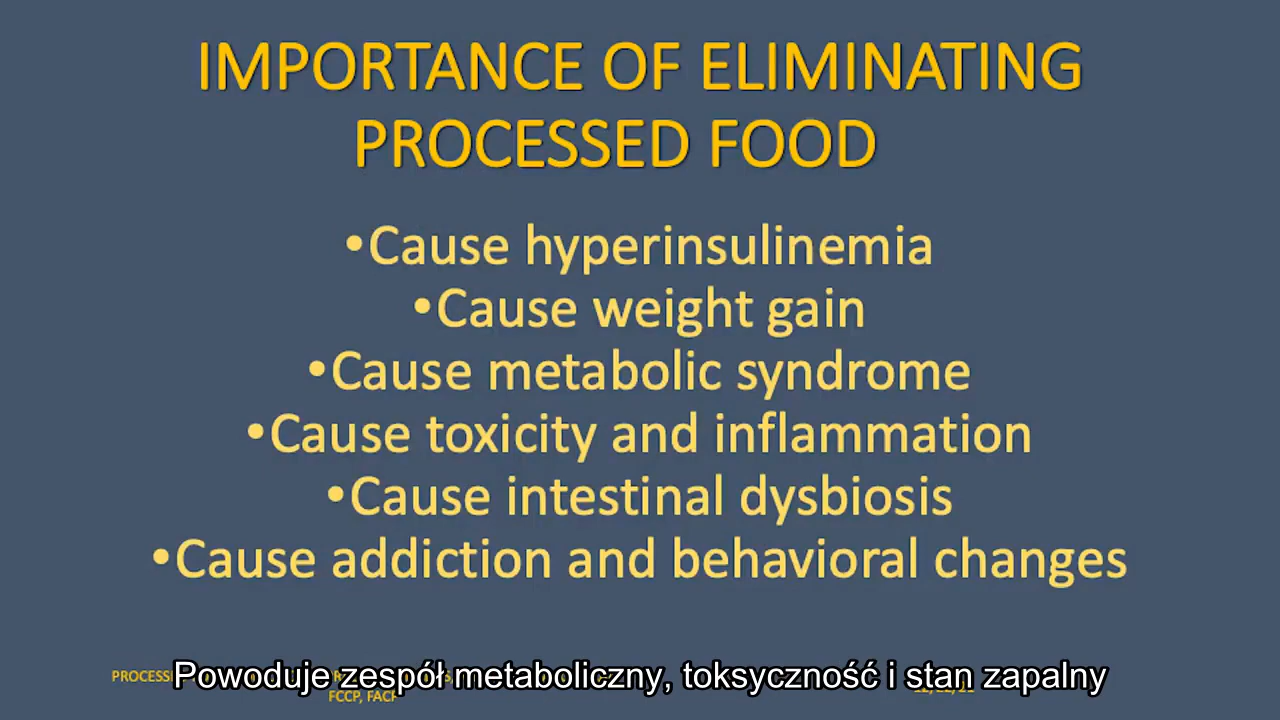 IMPORTANCE OF ELIMINATING
PROCESSED FOOD
•Cause hyperinsulinemia
•Cause weight gain
•Cause metabolic syndrome
•Cause toxicity and inflammation
•Cause intestinal dysbiosis
•Cause addiction and behavioral changes
Powoduje zespół metaboliczny, toksyczność i stan zapalny
FCCP, FACP